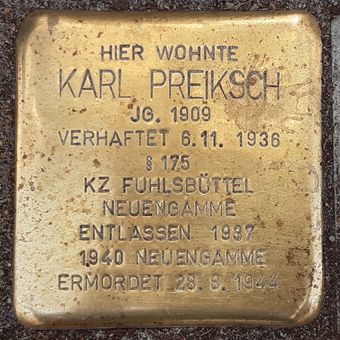 HIER WOHNTE
KARL PREIKSCH
JG. 1909
VERHAFTET 6.11. 1936
§ 175
KZ FUHLSBÜTTEL
NEUENGAMME
ENTLASSEN 1937
1940 NEUENGAMME
ERMORDET 28.8. 1944